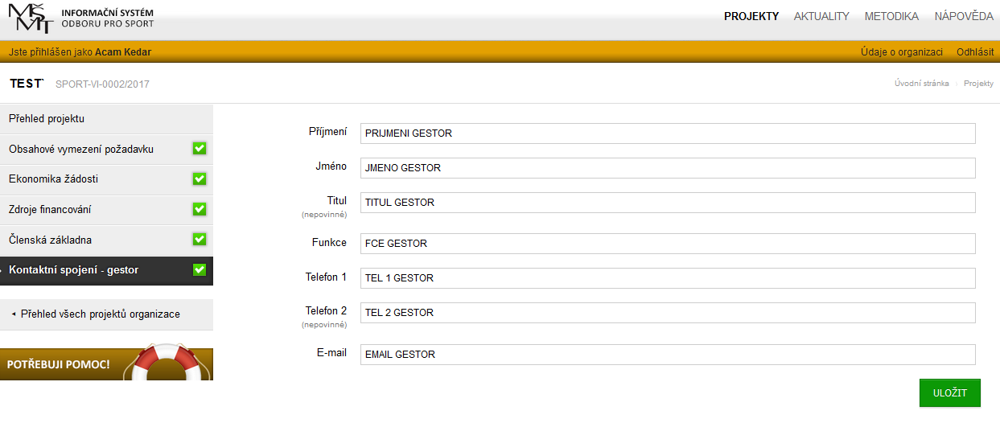 MŠMT INFORMAČNÍ SYSTÉM ODBORU PRO SPORT
PROJEKTY AKTUALITY METODIKA NÁPOVĚDA
Jste přihlášen jako Acam Kedar
Údaje o organizaci Odhlásit
TEST` SPORT-VI-0002/2017
Úvodní stránka Projekty
Přehled projektu
Obsahové vymezení požadavku
Ekonomika žádosti
Zdroje financování
Členská základna
Kontaktní spojení - gestor
Přehled všech projektů organizace
POTŘEBUJI POMOC!
Příjmení PRIJMENI GESTOR
Jméno JMENO GESTOR
Titul TITUL GESTOR
(nepovinné)
Funkce FCE GESTOR
Telefon 1 TEL 1 GESTOR
Telefon 2 TEL 2 GESTOR
(nepovinné)
E-mail EMAIL GESTOR
ULOŽIT